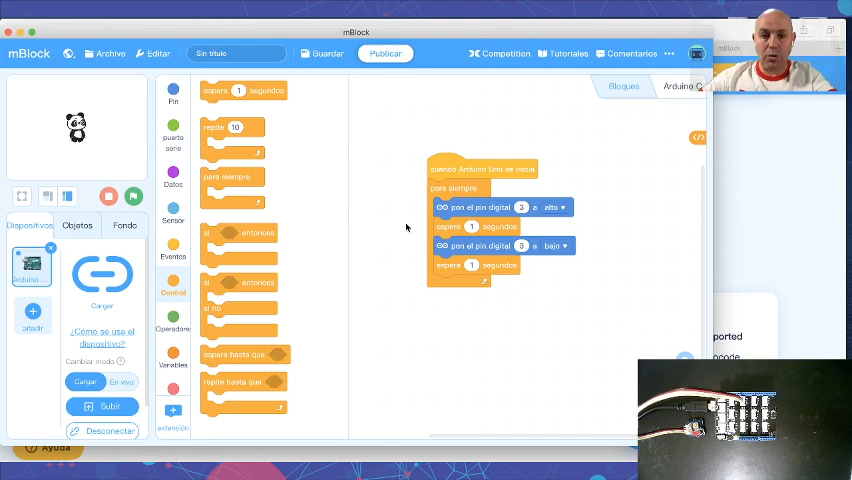 mBlock
mBlock
mBlock
Archivo
Editar
Sin título
Guardar
Publicar
Competition
Tutoriales
Comentarios
Bloques
Arduino C
Pin
puerto
serie
Datos
Sensor
Eventos
Control
Operadores
Variables
extensión
espera 1 segundos
repite 10
para siempre
si entonces
si entonces
si no
espera hasta que
repite hasta que
cuando Arduino Uno se inicia
para siempre
pon el pin digital 3 a alto
espera 1 segundos
pon el pin digital 3 a bajo
espera 1 segundos
Dispositivos
Objetos
Fondo
Arduino ...
añadir
Cargar
¿Cómo se usa el
dispositivo?
Cambiar modo
Cargar
En vivo
Subir
Desconectar
Ayuda
ported
ocode